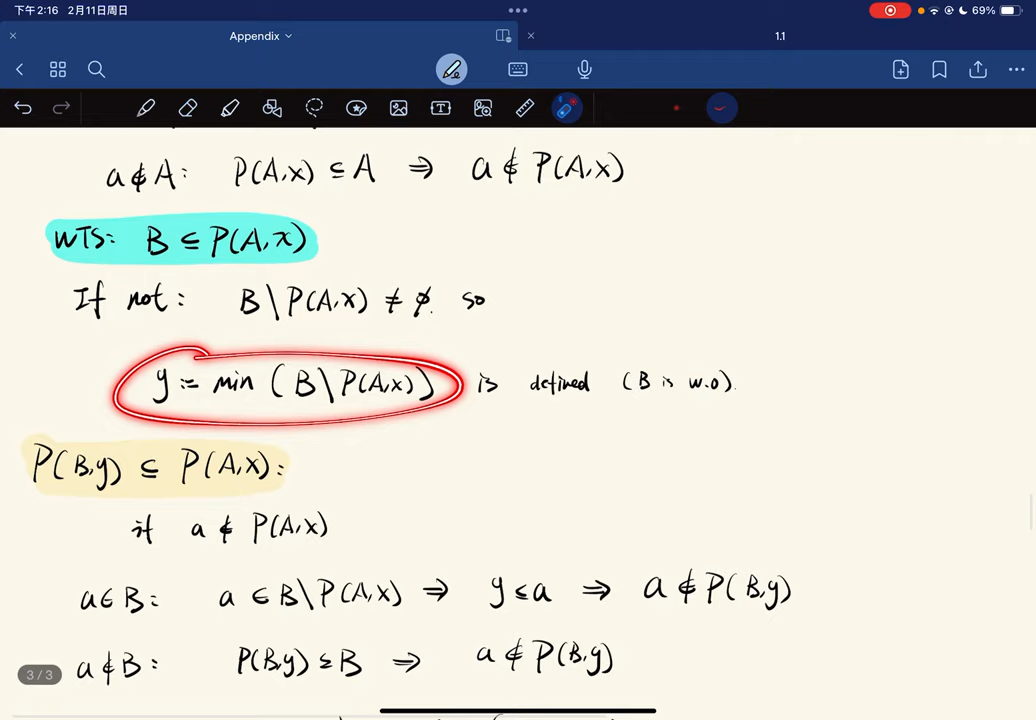 下午2:16 2月11日周日
69%
Appendix
1.1
a∉A: P(A,x) ⊆ A ⇒ a ∉ P(A,x)
WTS: B ⊆ P(A,x)
If not: B\P(A,x) ≠ ∅. so
y := min (B\P(A,x)) is defined (B is w.o).
P(B,y) ⊆ P(A,x):
if a ∉ P(A,x)
a∈B: a ∈ B\P(A,x) ⇒ y ≤ a ⇒ a ∉ P(B,y)
a∉B: P(B,y) ⊆ B ⇒ a ∉ P(B,y)
3 / 3